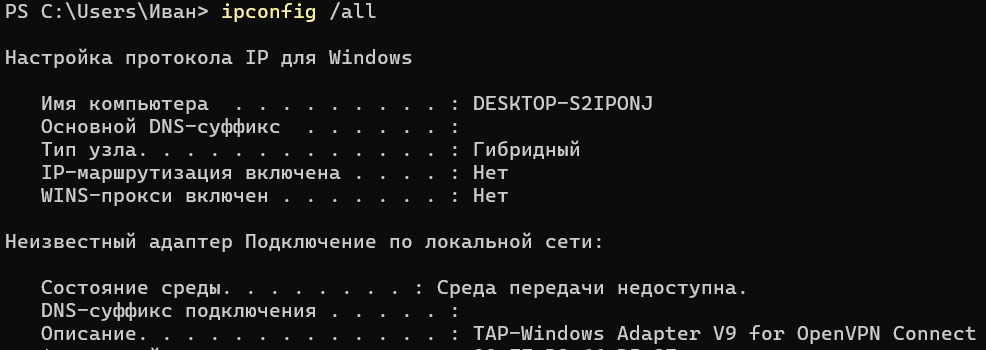 PS C:\Users\Иван> ipconfig /all
Настройка протокола IP для Windows
Имя компьютера  . . . . . . . . . : DESKTOP-S2IPONJ
Основной DNS-суффикс  . . . . . . :
Тип узла. . . . . . . . . . . . . : Гибридный
IP-маршрутизация включена . . . . : Нет
WINS-прокси включен . . . . . . . : Нет
Неизвестный адаптер Подключение по локальной сети:
Состояние среды. . . . . . . . : Среда передачи недоступна.
DNS-суффикс подключения . . . . . :
Описание. . . . . . . . . . . . . : TAP-Windows Adapter V9 for OpenVPN Connect